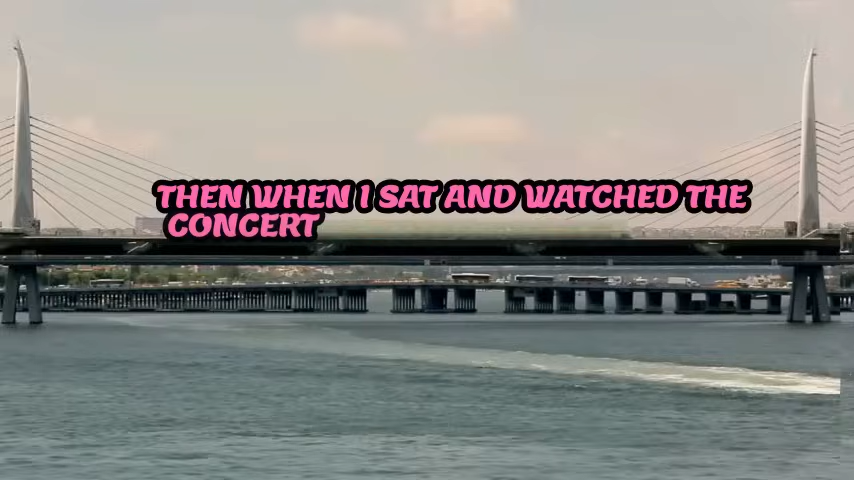 THEN WHEN I SAT AND WATCHED THE
CONCERT